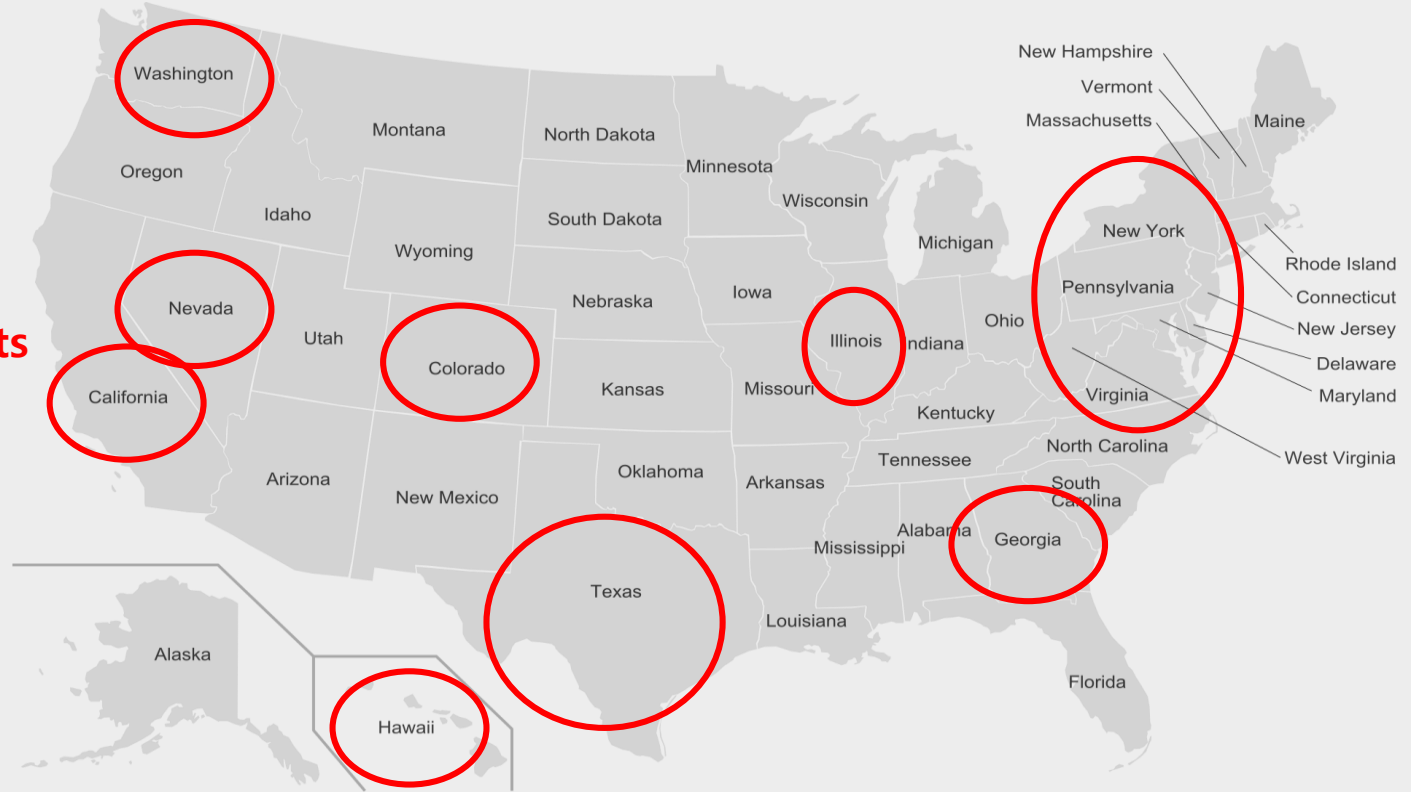 New Hampshire
Washington
Vermont
Massachusetts
Maine
Montana
North Dakota
Minnesota
Oregon
Wisconsin
Idaho
South Dakota
New York
Michigan
Wyoming
Rhode Island
Pennsylvania
Iowa
Connecticut
Nebraska
Nevada
Ohio
New Jersey
Utah
Illinois
ndiana
ts
Delaware
Colorado
Kansas
Missouri
California
Virginia
Maryland
Kentucky
North Carolina
West Virginia
Tennessee
Oklahoma
Arizona
Arkansas
South
Carolina
New Mexico
Alabama
Georgia
Mississippi
Texas
Louisiana
Alaska
Florida
Hawaii